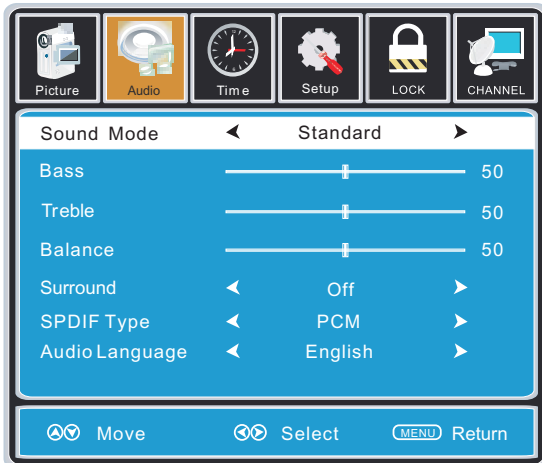 Picture Audio Time Setup LOCK CHANNEL
Sound Mode Standard
Bass 50
Treble 50
Balance 50
Surround Off
SPDIF Type PCM
Audio Language English
Move Select MENU Return